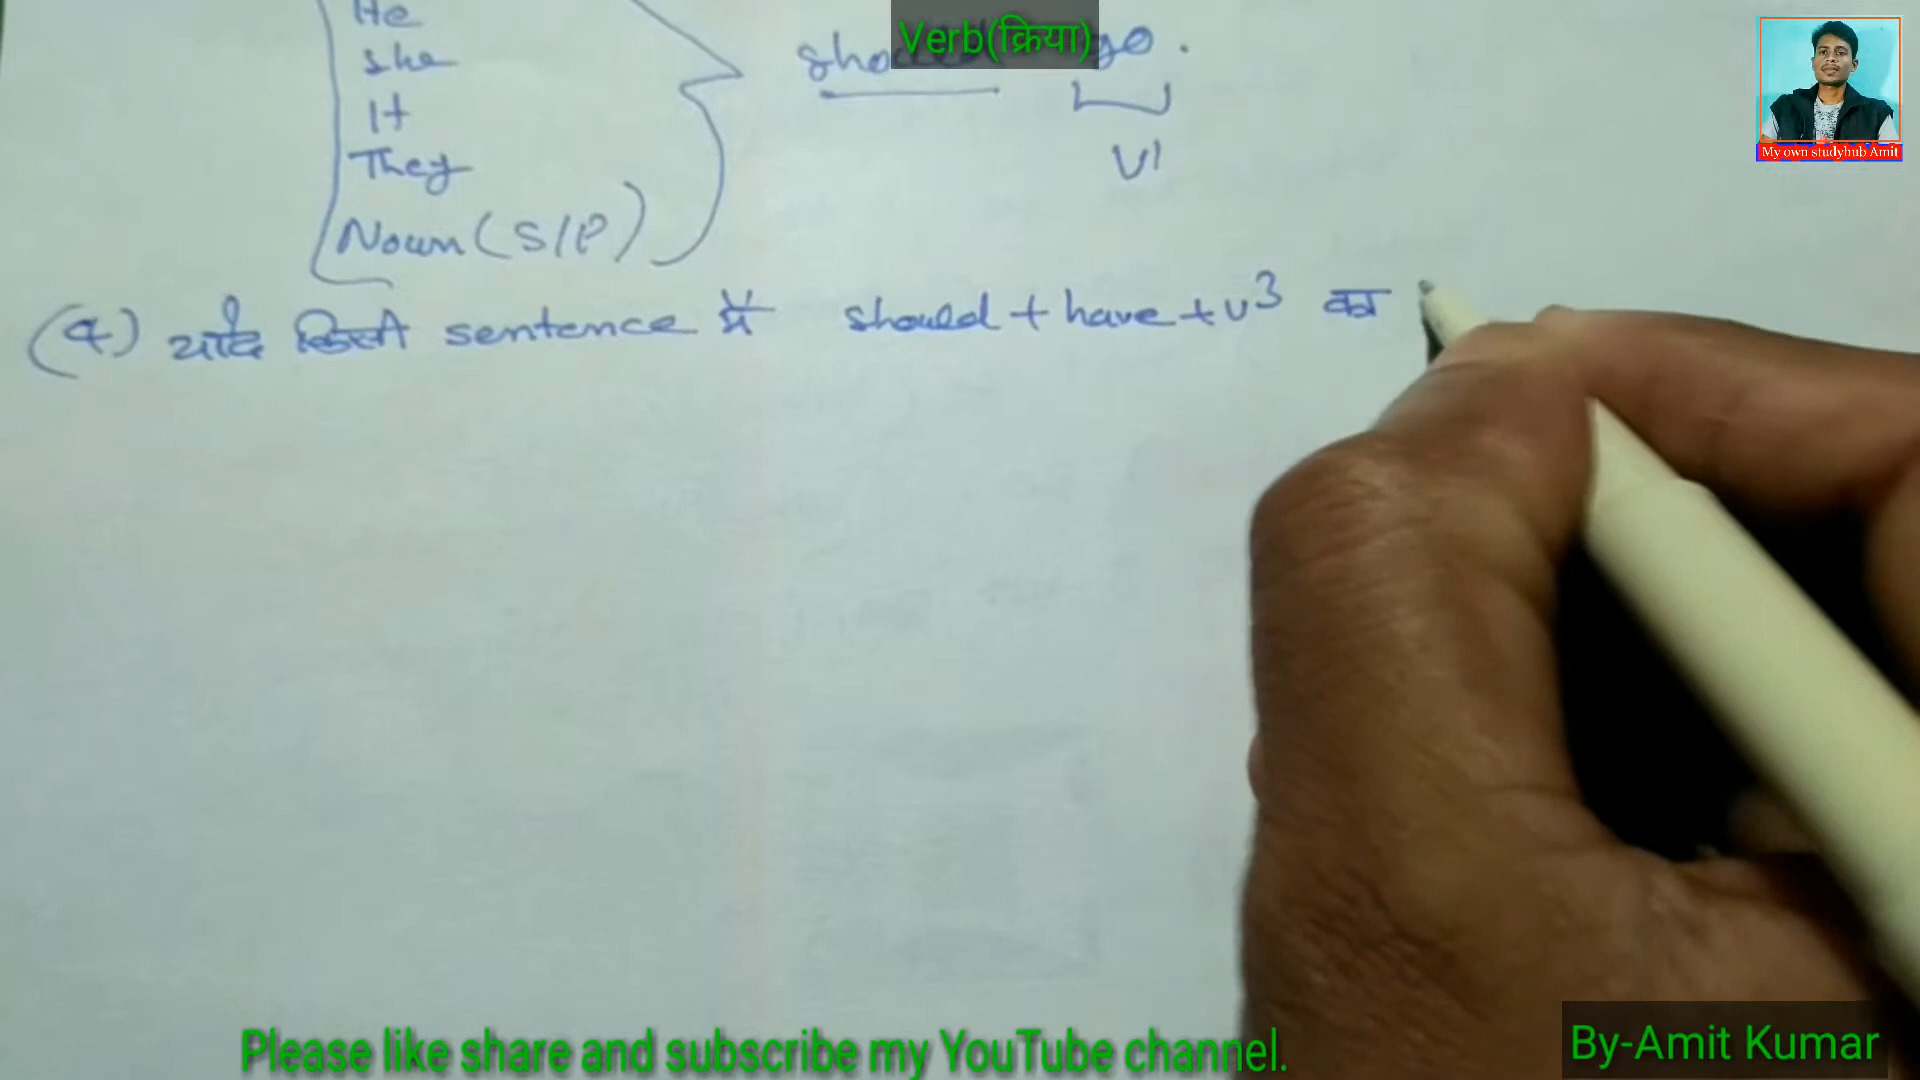 Verb(क्रिया)
He
she
It
They
Noun (S/P)
go.
V1
My own studyhub Amit
(4) यदि किसी sentence में should + have + v3 का
Please like share and subscribe my YouTube channel.
By-Amit Kumar